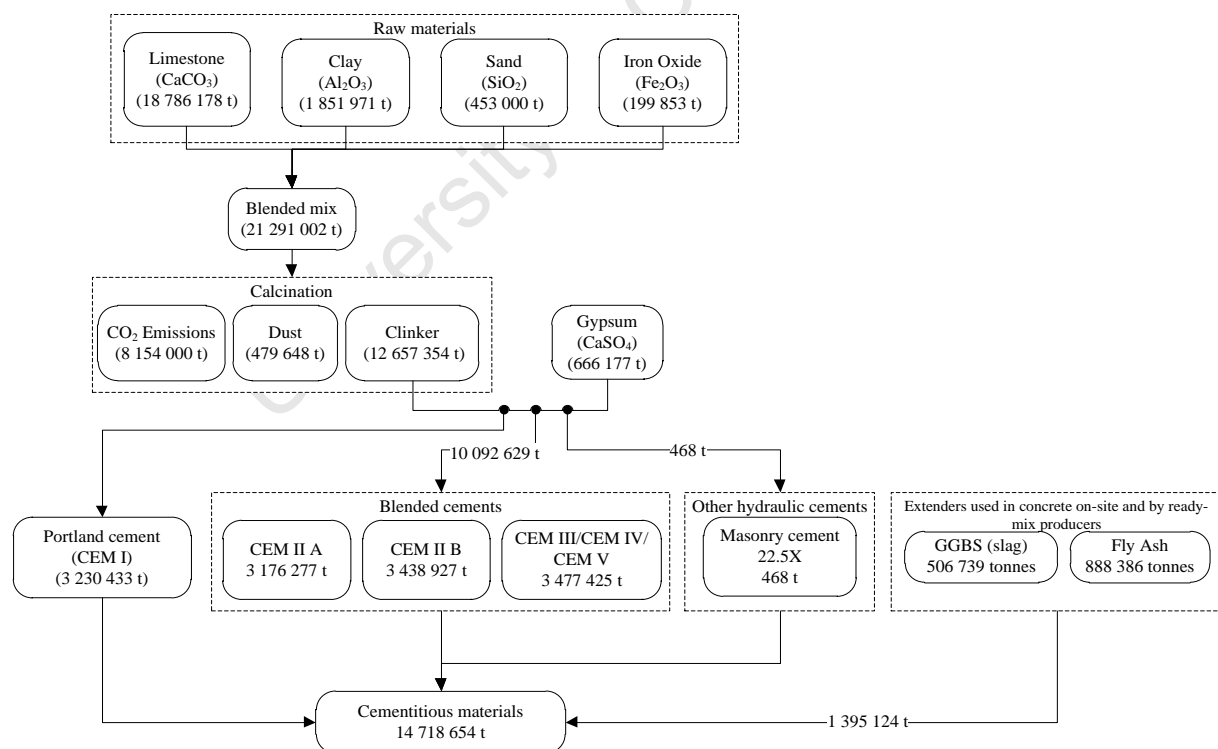 Raw materials
Limestone
(CaCO₃)
(18 786 178 t)
Clay
(Al₂O₃)
(1 851 971 t)
Sand
(SiO₂)
(453 000 t)
Iron Oxide
(Fe₂O₃)
(199 853 t)
Blended mix
(21 291 002 t)
Calcination
CO₂ Emissions
(8 154 000 t)
Dust
(479 648 t)
Clinker
(12 657 354 t)
Gypsum
(CaSO₄)
(666 177 t)
10 092 629 t
468 t
Portland cement
(CEM I)
(3 230 433 t)
Blended cements
CEM II A
3 176 277 t
CEM II B
3 438 927 t
CEM III/CEM IV/
CEM V
3 477 425 t
Other hydraulic cements
Masonry cement
22.5X
468 t
Extenders used in concrete on-site and by ready-
mix producers
GGBS (slag)
506 739 tonnes
Fly Ash
888 386 tonnes
Cementitious materials
14 718 654 t
1 395 124 t